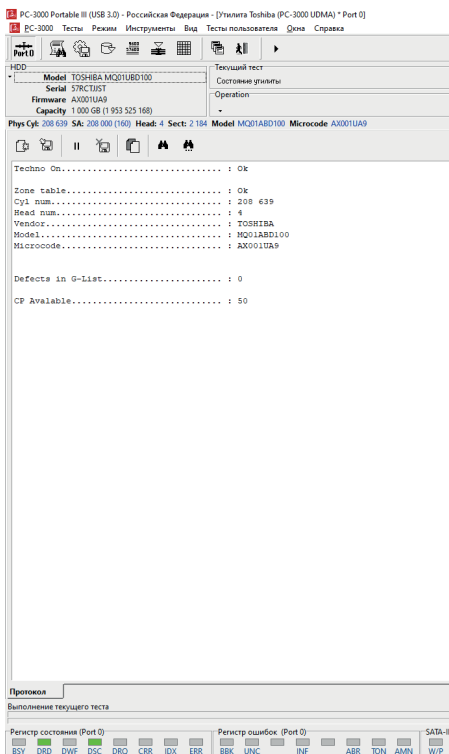 PC-3000 Portable III (USB 3.0) - Российская Федерация - [Утилита Toshiba (PC-3000 UDMA) * Port 0]
PC-3000 Тесты Режим Инструменты Вид Тесты пользователя Окна Справка
Port 0
HDD
Model TOSHIBA MQ01UBD100
Serial 57RCTJJST
Firmware AX001UA9
Capacity 1 000 GB (1 953 525 168)
Текущий тест
Состояние утилиты
Operation
-
Phys Cyl: 208 639 SA: 208 000 (160) Head: 4 Sect: 2 184 Model MQ01ABD100 Microcode AX001UA9
Techno On............................... : Ok
Zone table.............................. : Ok
Cyl num................................. : 208 639
Head num................................ : 4
Vendor.................................. : TOSHIBA
Model................................... : MQ01ABD100
Microcode............................... : AX001UA9
Defects in G-List....................... : 0
CP Avalable............................. : 50
Протокол
Выполнение текущего теста
Регистр состояния (Port 0)
BSY DRD DWF DSC DRQ CRR IDX ERR
Регистр ошибок (Port 0)
BBK UNC INF ABR TON AMN
SATA-II
W/P